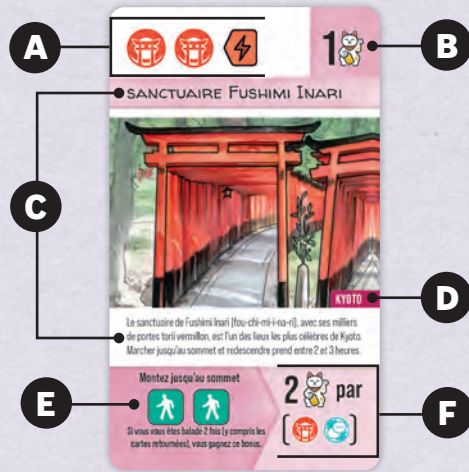 A
1
B
SANCTUAIRE FUSHIMI INARI
C
KYOTO
D
Le sanctuaire de Fushimi Inari [fou-chi-mi-i-na-ri], avec ses milliers
de portes torii vermillon, est l'un des lieux les plus célèbres de Kyoto.
Marcher jusqu'au sommet et redescendre prend entre 2 et 3 heures.
Montez jusqu'au sommet
E
Si vous vous êtes baladé 2 fois (y compris les
cartes retournées), vous gagnez ce bonus.
2 par
F